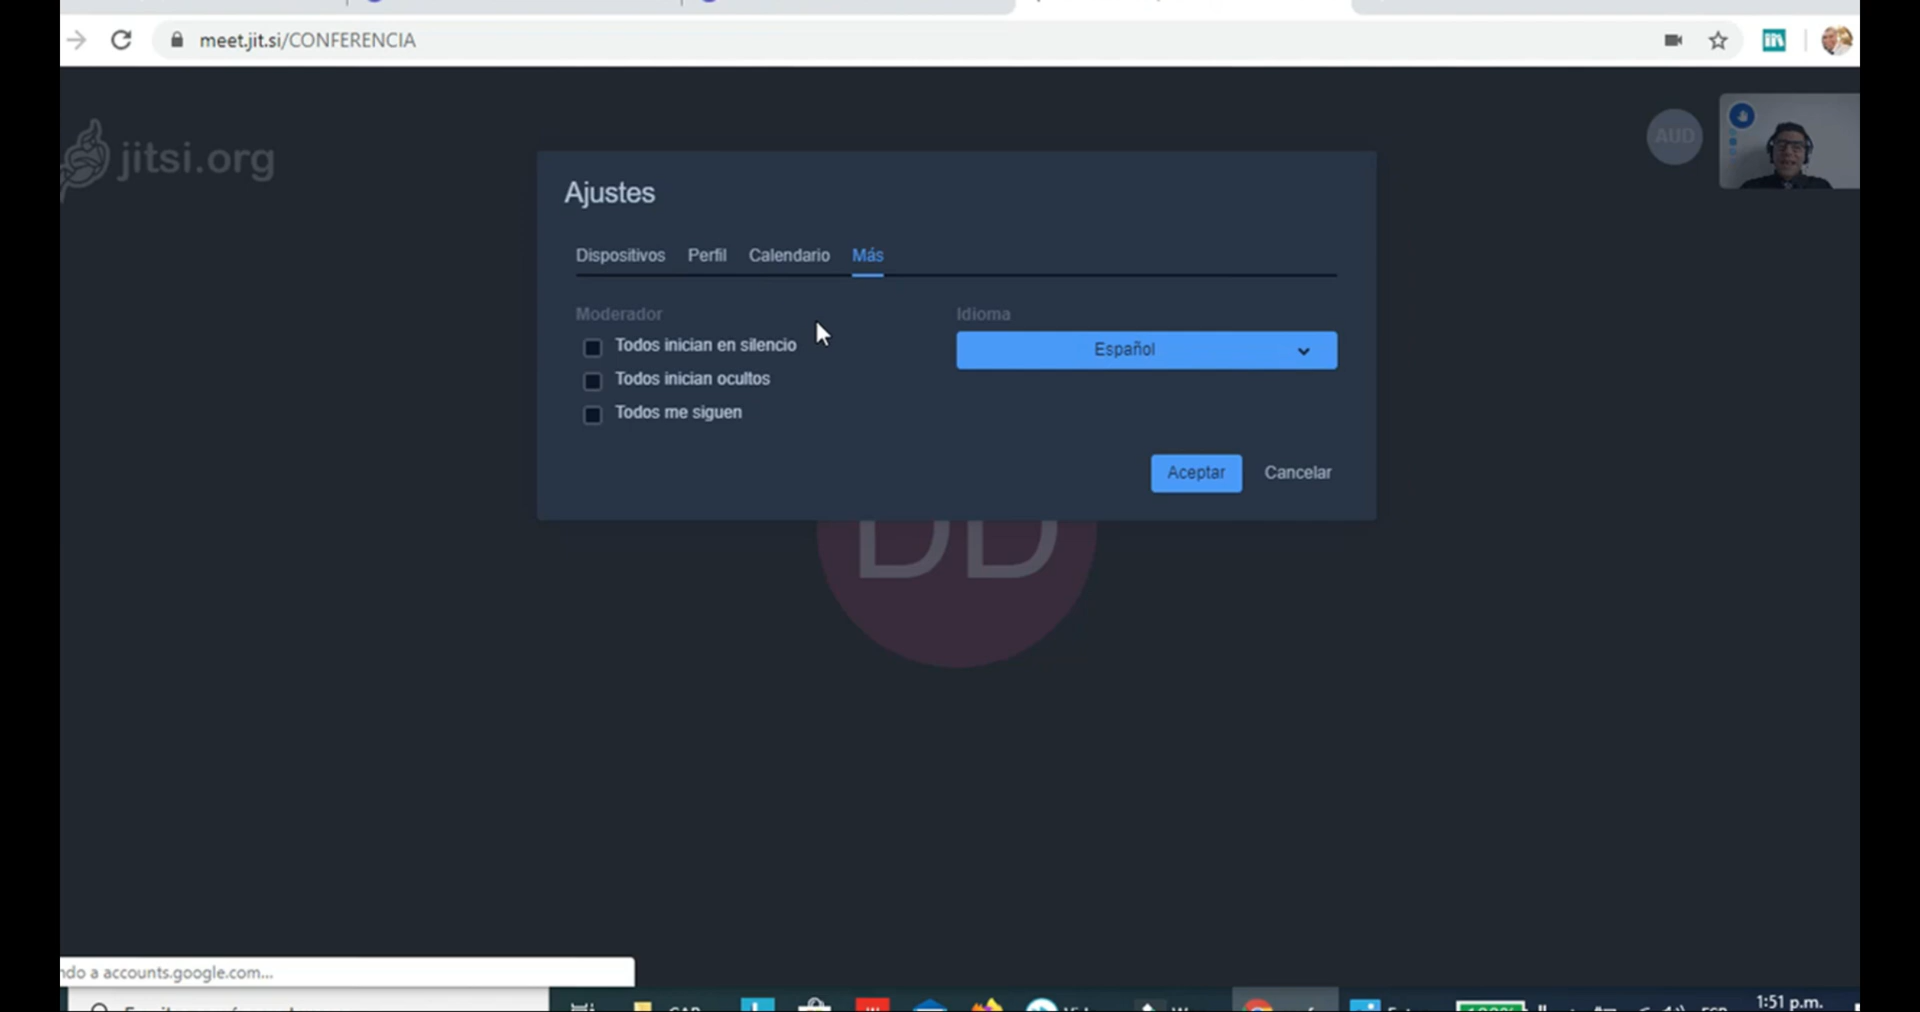 meet.jit.si/CONFERENCIA
jitsi.org
AUD
Ajustes
Dispositivos Perfil Calendario Más
Moderador
Todos inician en silencio
Todos inician ocultos
Todos me siguen
Idioma
Español
Aceptar Cancelar
DD
ndo a accounts.google.com...
1:51 p.m.